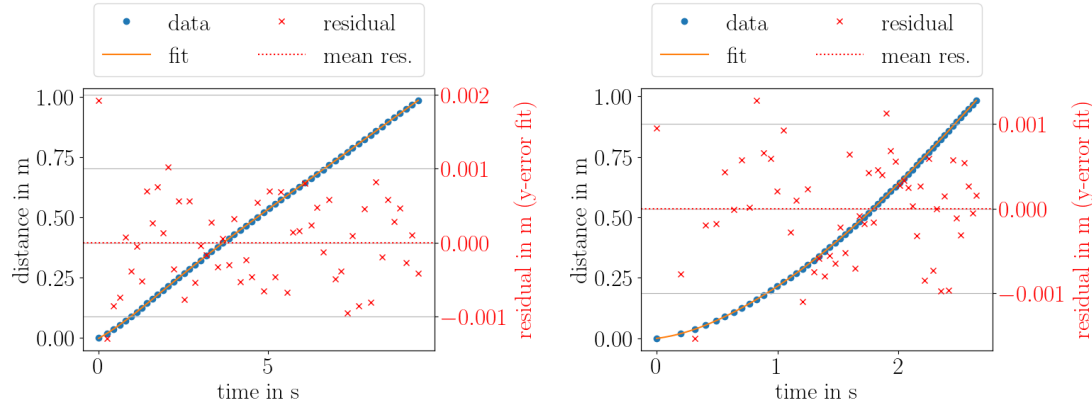 data
residual
fit
mean res.
1.00
0.75
0.50
0.25
0.00
distance in m
0
5
time in s
0.002
0.001
0.000
−0.001
residual in m (y-error fit)
data
residual
fit
mean res.
1.00
0.75
0.50
0.25
0.00
distance in m
0
1
2
time in s
0.001
0.000
−0.001
residual in m (y-error fit)